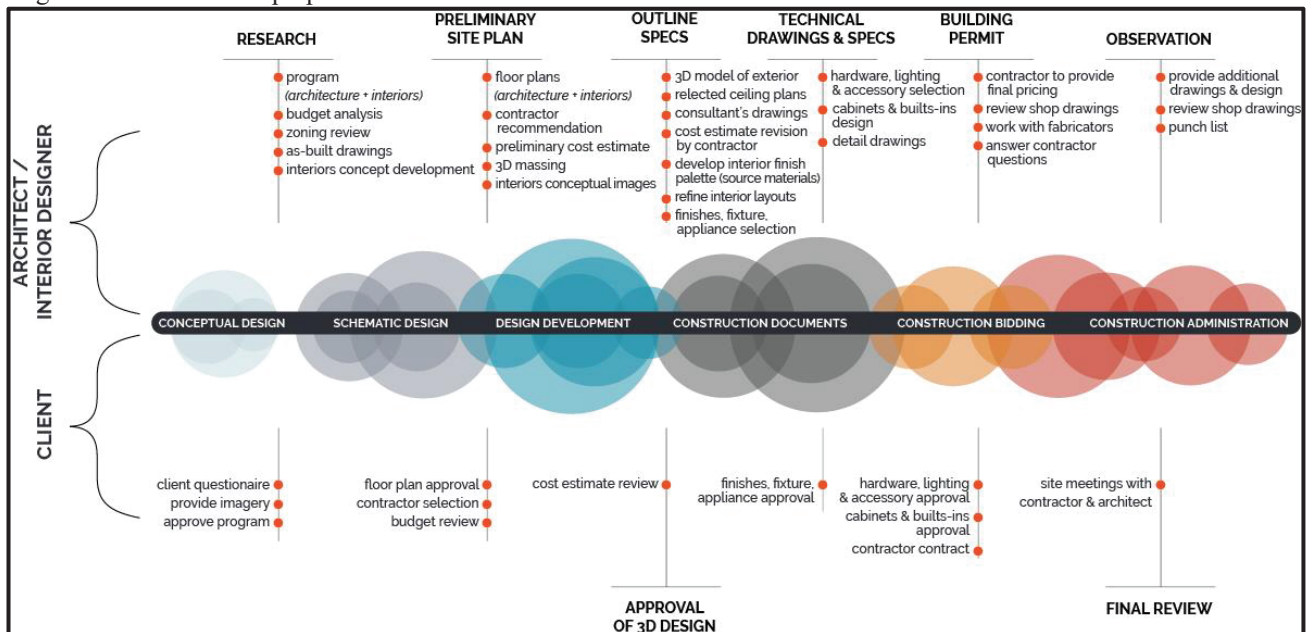 PRELIMINARY
SITE PLAN
OUTLINE
SPECS
TECHNICAL
DRAWINGS & SPECS
BUILDING
PERMIT
RESEARCH
OBSERVATION
program
(architecture + interiors)
budget analysis
zoning review
as-built drawings
interiors concept development
floor plans
(architecture + interiors)
contractor
recommendation
preliminary cost estimate
3D massing
interiors conceptual images
3D model of exterior
relected ceiling plans
consultant's drawings
cost estimate revision
by contractor
develop interior finish
palette (source materials)
refine interior layouts
finishes, fixture,
appliance selection
hardware, lighting
& accessory selection
cabinets & builts-ins
design
detail drawings
contractor to provide
final pricing
review shop drawings
work with fabricators
answer contractor
questions
provide additional
drawings & design
review shop drawings
punch list
ARCHITECT /
INTERIOR DESIGNER
CONCEPTUAL DESIGN
SCHEMATIC DESIGN
DESIGN DEVELOPMENT
CONSTRUCTION DOCUMENTS
CONSTRUCTION BIDDING
CONSTRUCTION ADMINISTRATION
CLIENT
client questionaire
provide imagery
approve program
floor plan approval
contractor selection
budget review
cost estimate review
finishes, fixture,
appliance approval
hardware, lighting
& accessory approval
cabinets & builts-ins
approval
contractor contract
site meetings with
contractor & architect
APPROVAL
OF 3D DESIGN
FINAL REVIEW